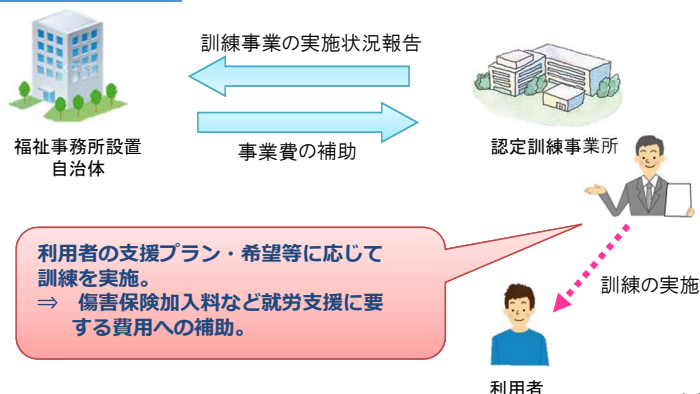 訓練事業の実施状況報告
福祉事務所設置
自治体
事業費の補助
認定訓練事業所
利用者の支援プラン・希望等に応じて
訓練を実施。
⇒　傷害保険加入料など就労支援に要
する費用への補助。
訓練の実施
利用者